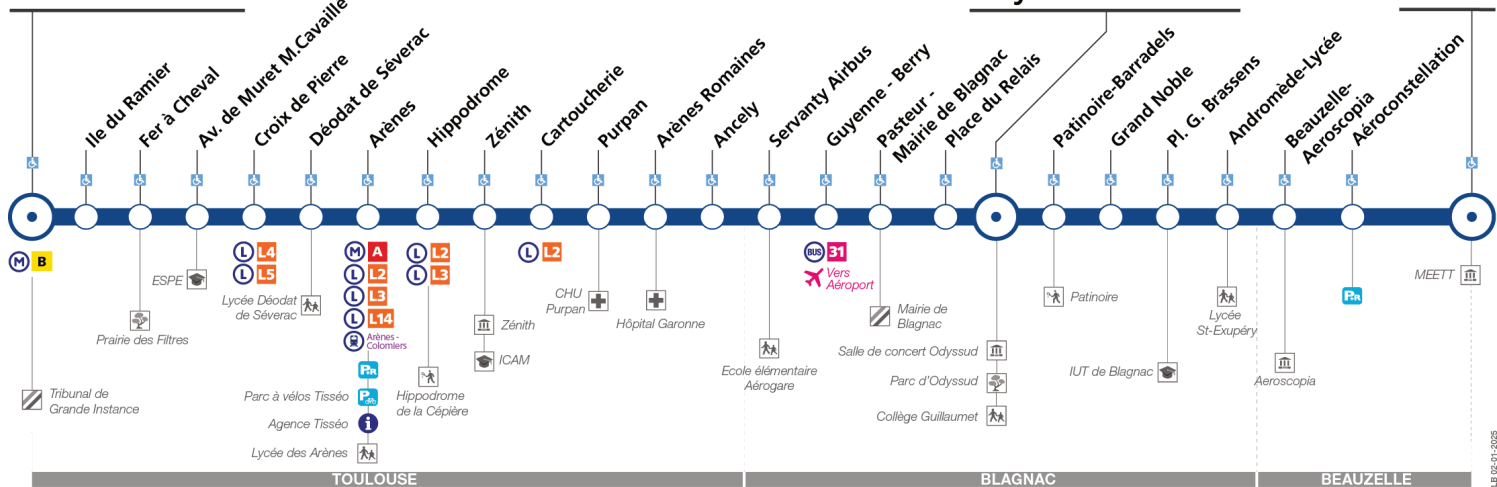 Ile du Ramier
Fer à Cheval
Av. de Muret M.Cavaillé
Croix de Pierre
Déodat de Séverac
Arènes
Hippodrome
Zénith
Cartoucherie
Purpan
Arènes Romaines
Ancely
Servanty Airbus
Guyenne - Berry
Pasteur -
Mairie de Blagnac
Place du Relais
Patinoire-Barradels
Grand Noble
Pl. G. Brassens
Andromède-Lycée
Beauzelle-
Aeroscopia
Aéroconstellation
M B
Tribunal de
Grande Instance
Prairie des Filtres
ESPE
L L4
L L5
Lycée Déodat
de Séverac
M A
L L2
L L3
L L14
Arènes -
Colomiers
P+R
Parc à vélos Tisséo
P
Agence Tisséo
i
Lycée des Arènes
L L2
L L3
Hippodrome
de la Cépière
Zénith
ICAM
L L2
CHU
Purpan
Hôpital Garonne
Ecole élémentaire
Aérogare
BUS 31
Vers
Aéroport
Mairie de
Blagnac
Salle de concert Odyssud
Parc d'Odyssud
Collège Guillaumet
Patinoire
IUT de Blagnac
Lycée
St-Exupéry
Aeroscopia
P+R
MEETT
TOULOUSE
BLAGNAC
BEAUZELLE
LB 02-01-2025